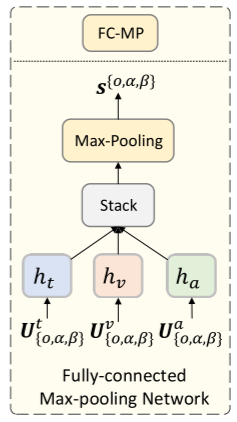 FC-MP
s^{o,α,β}
Max-Pooling
Stack
h_t h_v h_a
U^t_{o,α,β} U^v_{o,α,β} U^a_{o,α,β}
Fully-connected
Max-pooling Network